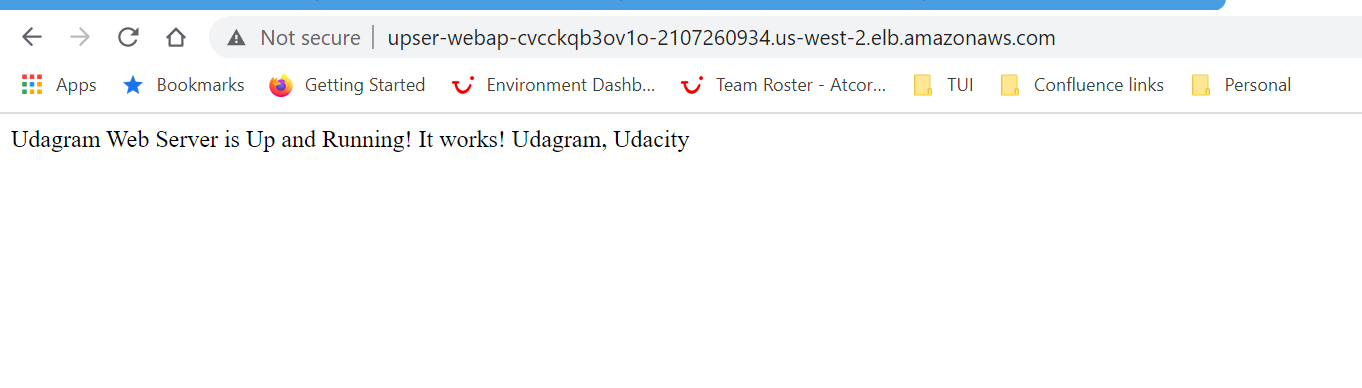 Not secure upser-webap-cvcckqb3ov1o-2107260934.us-west-2.elb.amazonaws.com
Apps Bookmarks Getting Started Environment Dashb... Team Roster - Atcor... TUI Confluence links Personal
Udagram Web Server is Up and Running! It works! Udagram, Udacity